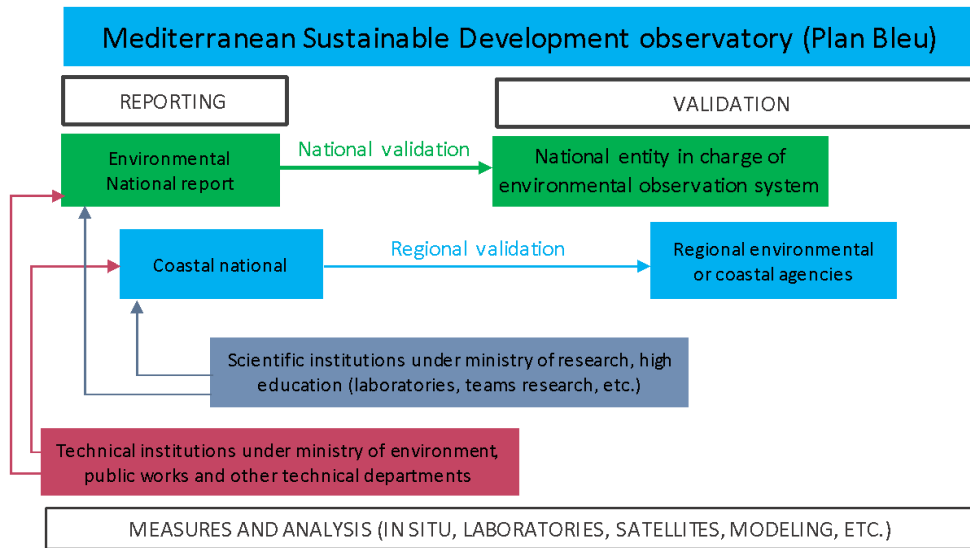 Mediterranean Sustainable Development observatory (Plan Bleu)
REPORTING
VALIDATION
Environmental
National report
National validation
National entity in charge of
environmental observation system
Coastal national
Regional validation
Regional environmental
or coastal agencies
Scientific institutions under ministry of research, high
education (laboratories, teams research, etc.)
Technical institutions under ministry of environment,
public works and other technical departments
MEASURES AND ANALYSIS (IN SITU, LABORATORIES, SATELLITES, MODELING, ETC.)